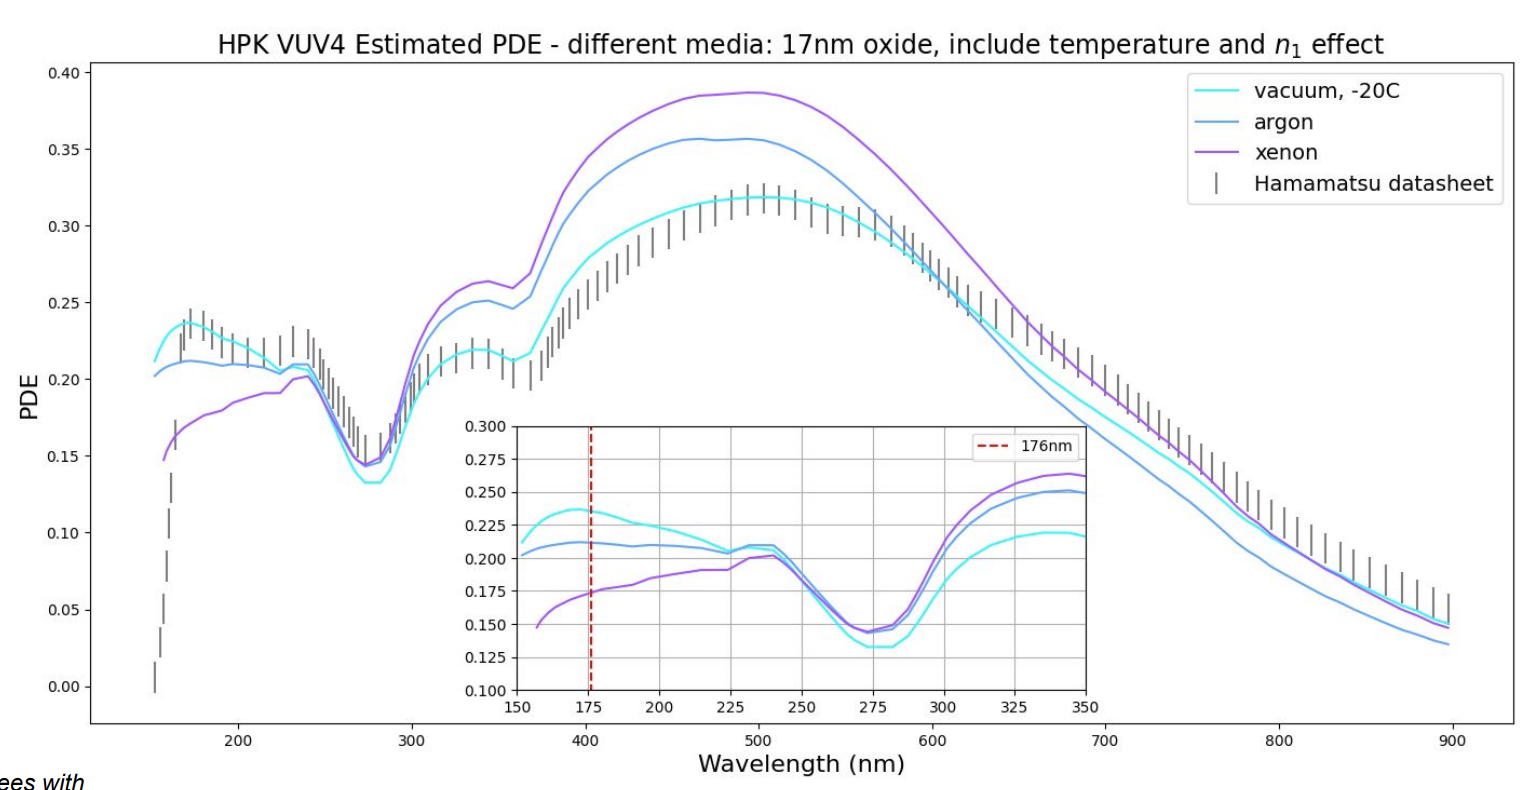 HPK VUV4 Estimated PDE - different media: 17nm oxide, include temperature and n₁ effect
0.40
0.35
0.30
0.25
0.20
0.15
0.10
0.05
0.00
PDE
vacuum, -20C
argon
xenon
Hamamatsu datasheet
0.300
0.275
0.250
0.225
0.200
0.175
0.150
0.125
0.100
176nm
150 175 200 225 250 275 300 325 350
200 300 400 500 600 700 800 900
Wavelength (nm)
ees with